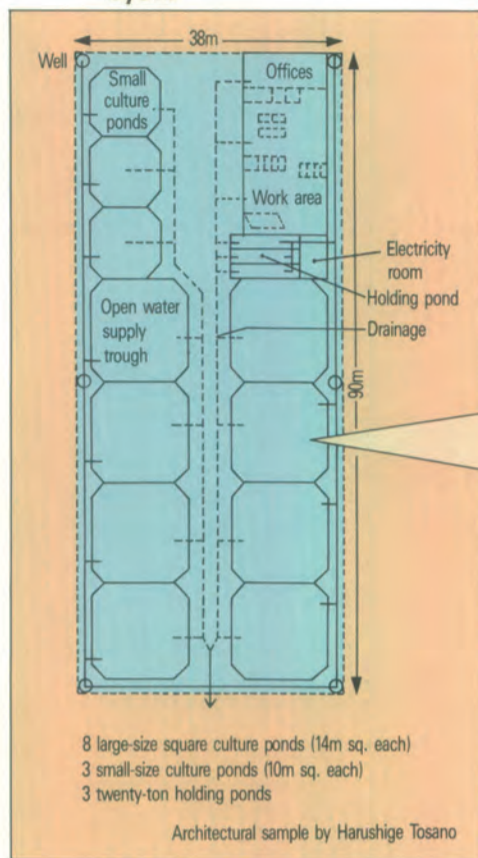 38m
Well
Small
culture
ponds
Offices
Work area
Electricity
room
Holding pond
Open water
supply
trough
Drainage
90m
8 large-size square culture ponds (14m sq. each)
3 small-size culture ponds (10m sq. each)
3 twenty-ton holding ponds
Architectural sample by Harushige Tosano